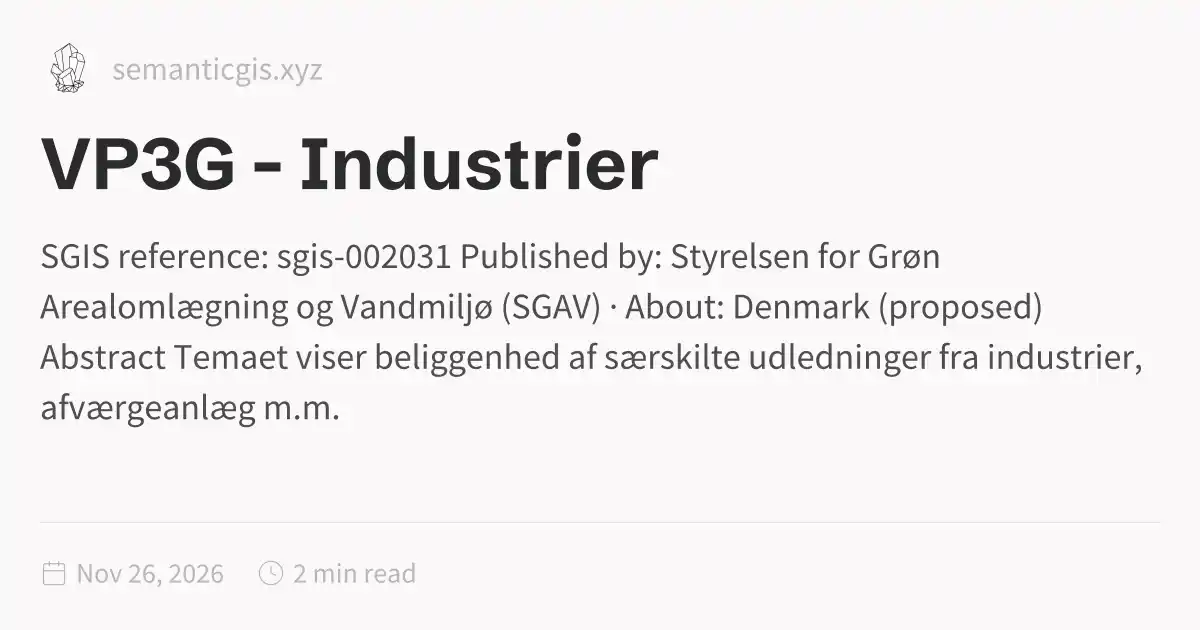 semanticgis.xyz
VP3G - Industrier
SGIS reference: sgis-002031 Published by: Styrelsen for Grøn
Arealomlægning og Vandmiljø (SGAV) · About: Denmark (proposed)
Abstract Temaet viser beliggenhed af særskilte udledninger fra industrier,
afværgeanlæg m.m.
Nov 26, 2026
2 min read